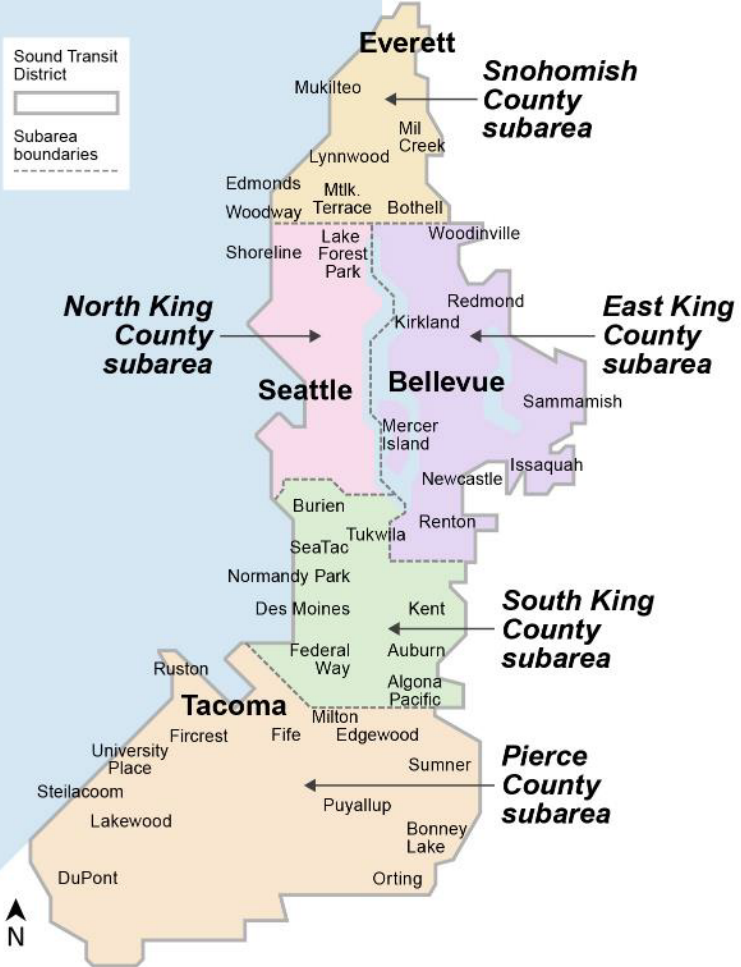 Everett
Sound Transit
District
Snohomish
County
subarea
Mukilteo
Subarea
boundaries
Mil
Creek
Lynnwood
Edmonds
Mtlk.
Terrace
Woodway
Bothell
Woodinville
Shoreline
Lake
Forest
Park
North King
County
subarea
Redmond
East King
County
subarea
Kirkland
Seattle
Bellevue
Sammamish
Mercer
Island
Issaquah
Newcastle
Burien
Renton
Tukwila
SeaTac
Normandy Park
South King
County
subarea
Des Moines
Kent
Federal
Way
Auburn
Ruston
Algona
Pacific
Tacoma
Milton
Fircrest
Fife
Edgewood
University
Place
Sumner
Pierce
County
subarea
Steilacoom
Puyallup
Lakewood
Bonney
Lake
DuPont
Orting
N